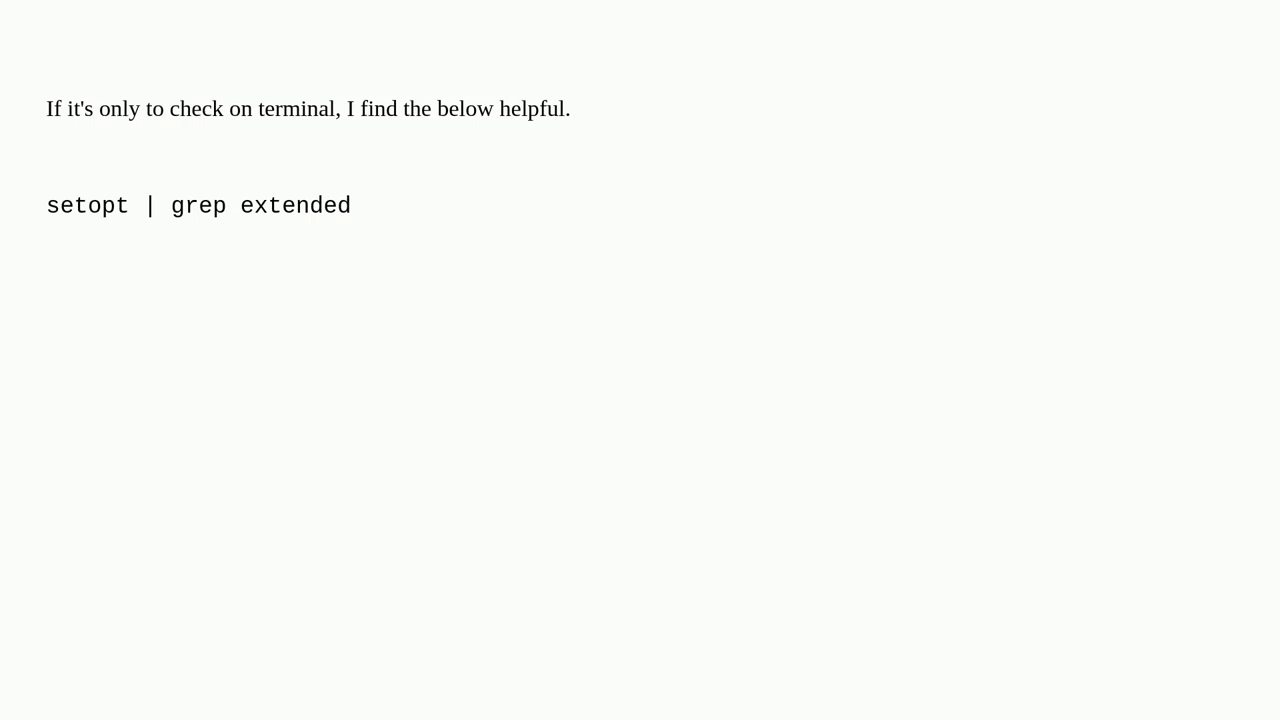 If it's only to check on terminal, I find the below helpful.
setopt | grep extended